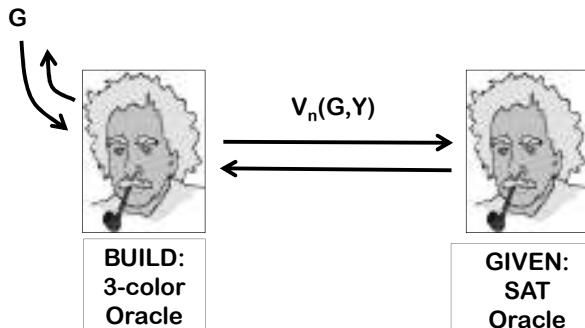 G
Vn(G,Y)
BUILD:
3-color
Oracle
GIVEN:
SAT
Oracle